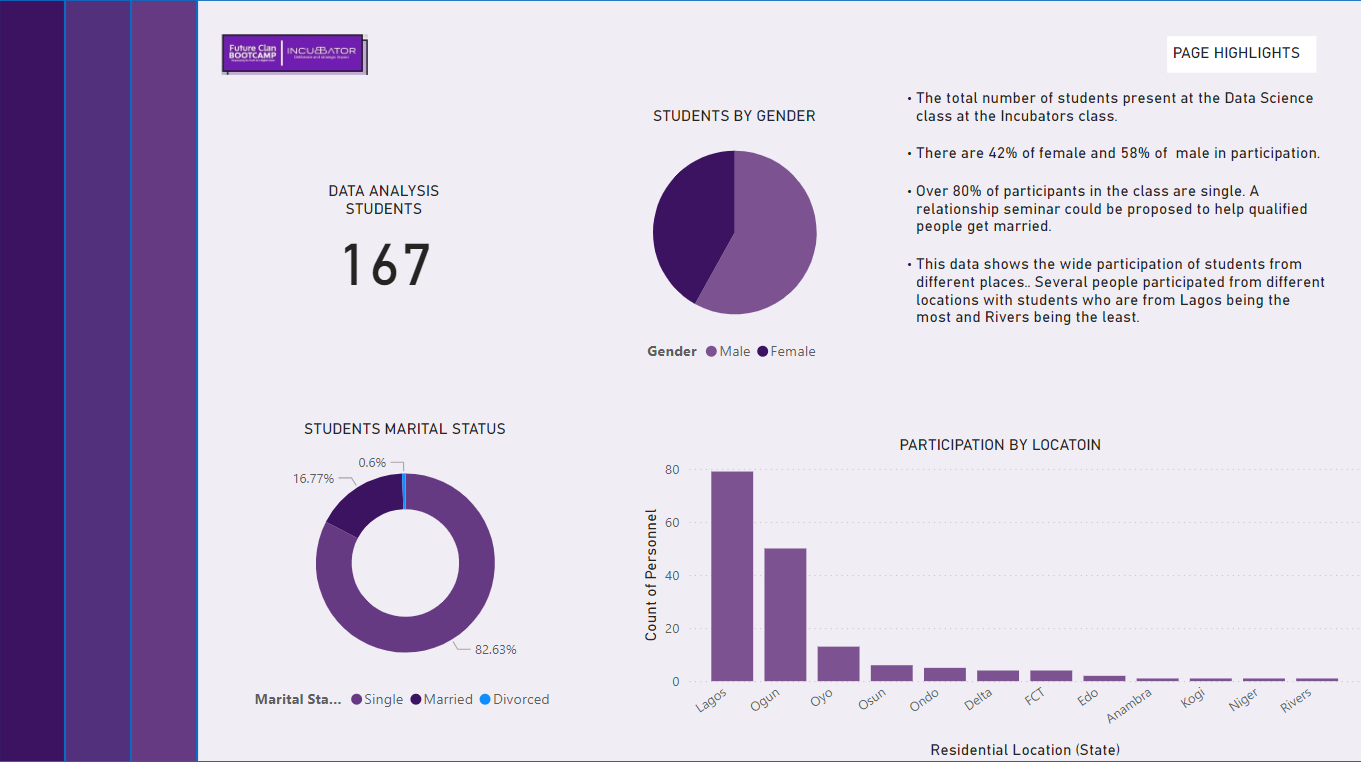 Future Clan
BOOTCAMP
INCUBATOR
PAGE HIGHLIGHTS
• The total number of students present at the Data Science
class at the Incubators class.
• There are 42% of female and 58% of  male in participation.
• Over 80% of participants in the class are single. A
relationship seminar could be proposed to help qualified
people get married.
• This data shows the wide participation of students from
different places.. Several people participated from different
locations with students who are from Lagos being the
most and Rivers being the least.
STUDENTS BY GENDER
Gender Male Female
DATA ANALYSIS
STUDENTS
167
STUDENTS MARITAL STATUS
0.6%
16.77%
82.63%
Marital Sta... Single Married Divorced
PARTICIPATION BY LOCATOIN
Count of Personnel
80
60
40
20
0
Lagos
Ogun
Oyo
Osun
Ondo
Delta
FCT
Edo
Anambra
Kogi
Niger
Rivers
Residential Location (State)